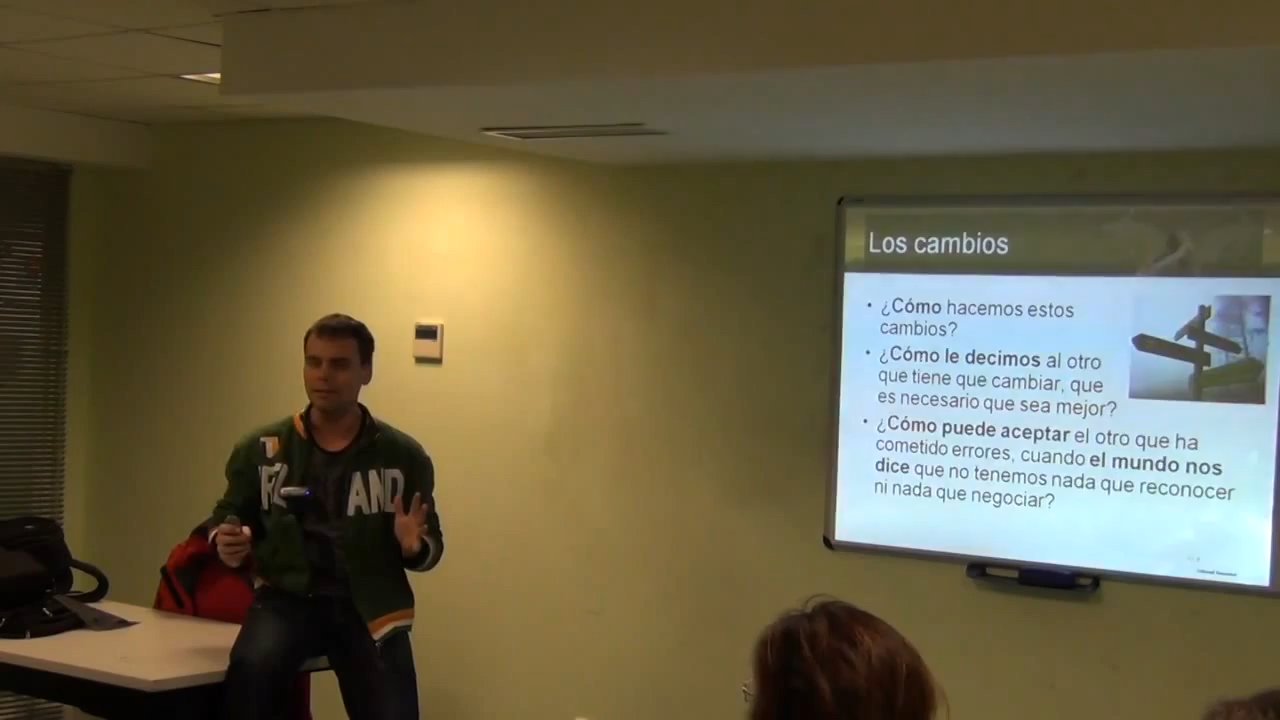 Los cambios
• ¿Cómo hacemos estos
cambios?
• ¿Cómo le decimos al otro
que tiene que cambiar, que
es necesario que sea mejor?
• ¿Cómo puede aceptar el otro que ha
cometido errores, cuando el mundo nos
dice que no tenemos nada que reconocer
ni nada que negociar?
AND